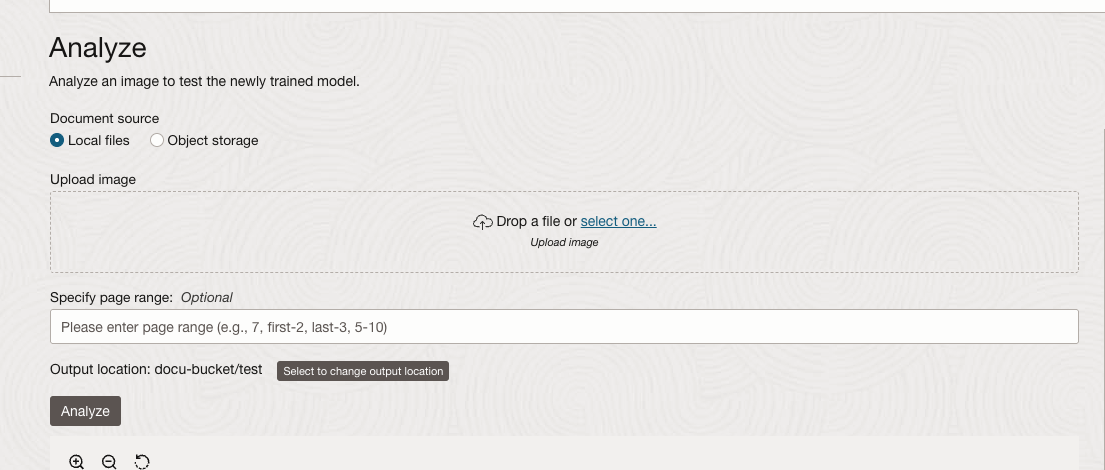 Analyze
Analyze an image to test the newly trained model.
Document source
Local files Object storage
Upload image
Drop a file or select one...
Upload image
Specify page range: Optional
Please enter page range (e.g., 7, first-2, last-3, 5-10)
Output location: docu-bucket/test Select to change output location
Analyze